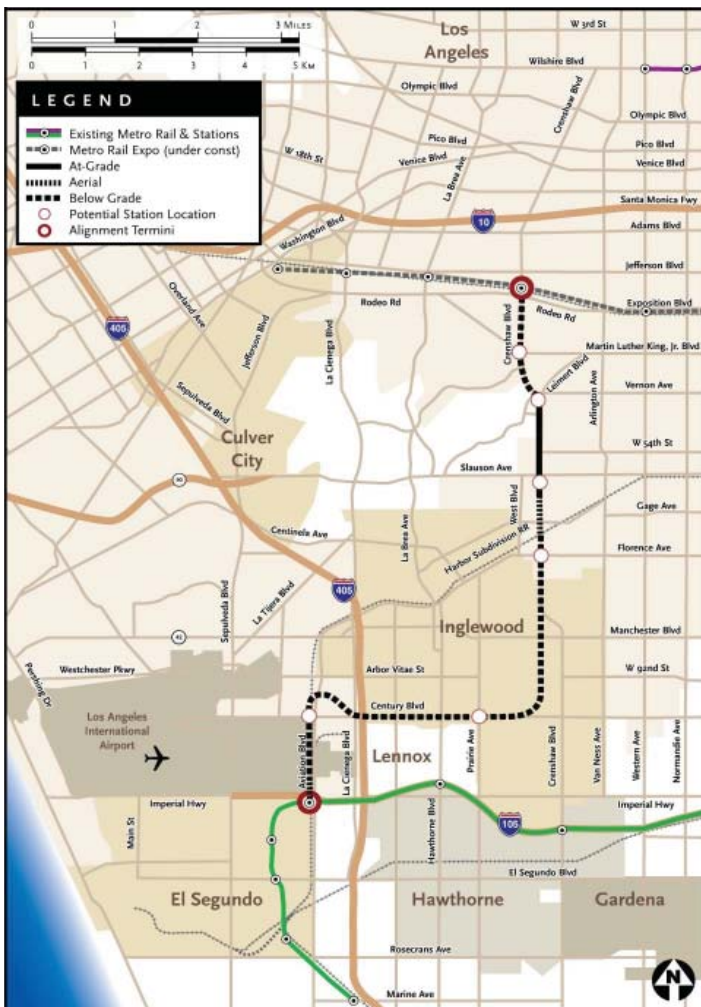 0 1 2 3 MILES
0 1 2 3 4 5 KM
LEGEND
Existing Metro Rail & Stations
Metro Rail Expo (under const)
At-Grade
Aerial
Below Grade
Potential Station Location
Alignment Termini
Los
Angeles
W 3rd St
Wilshire Blvd
Olympic Blvd
Crenshaw Blvd
Olympic Blvd
Pico Blvd
Pico Blvd
W 18th St
Venice Blvd
Venice Blvd
La Brea Ave
Santa Monica Fwy
10
Adams Blvd
Washington Blvd
Jefferson Blvd
Overland Ave
Rodeo Rd
Exposition Blvd
Rodeo Rd
405
Jefferson Blvd
La Cienega Blvd
Crenshaw Blvd
Martin Luther King, Jr. Blvd
Leimert Blvd
Arlington Ave
Vernon Ave
Sepulveda Blvd
Culver
City
W 54th St
Slauson Ave
90
West Blvd
Gage Ave
Centinela Ave
La Brea Ave
Harbor Subdivision RR
Florence Ave
Sepulveda Blvd
La Tijera Blvd
405
Inglewood
42
Manchester Blvd
Westchester Pkwy
Arbor Vitae St
W 92nd St
Pershing Dr
Century Blvd
Los Angeles
International
Airport
Aviation Blvd
La Cienega Blvd
Lennox
Prairie Ave
Crenshaw Blvd
Van Ness Ave
Western Ave
Normandie Ave
Imperial Hwy
Imperial Hwy
Main St
Hawthorne Blvd
105
El Segundo Blvd
El Segundo
Hawthorne
Gardena
Rosecrans Ave
Marine Ave
N